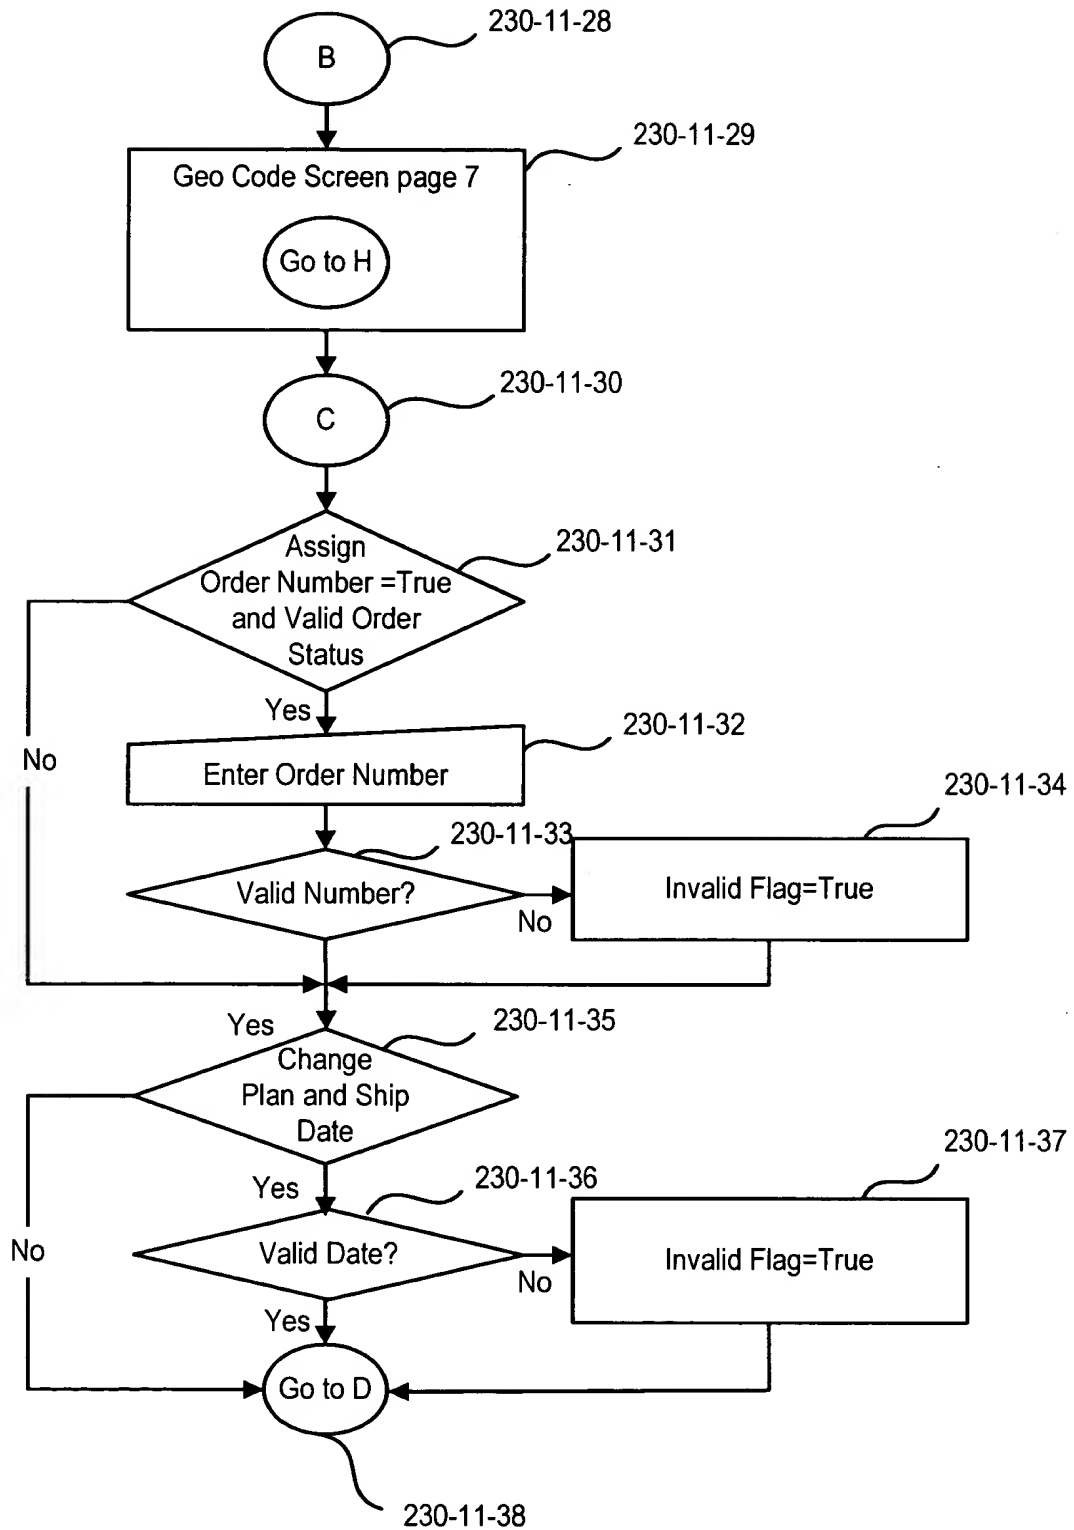 230-11-28
B
230-11-29
Geo Code Screen page 7
Go to H
230-11-30
C
230-11-31
Assign
Order Number =True
and Valid Order
Status
Yes
No
230-11-32
Enter Order Number
230-11-33
Valid Number?
No
230-11-34
Invalid Flag=True
Yes
230-11-35
Change
Plan and Ship
Date
Yes
No
230-11-36
Valid Date?
No
230-11-37
Invalid Flag=True
Yes
Go to D
230-11-38